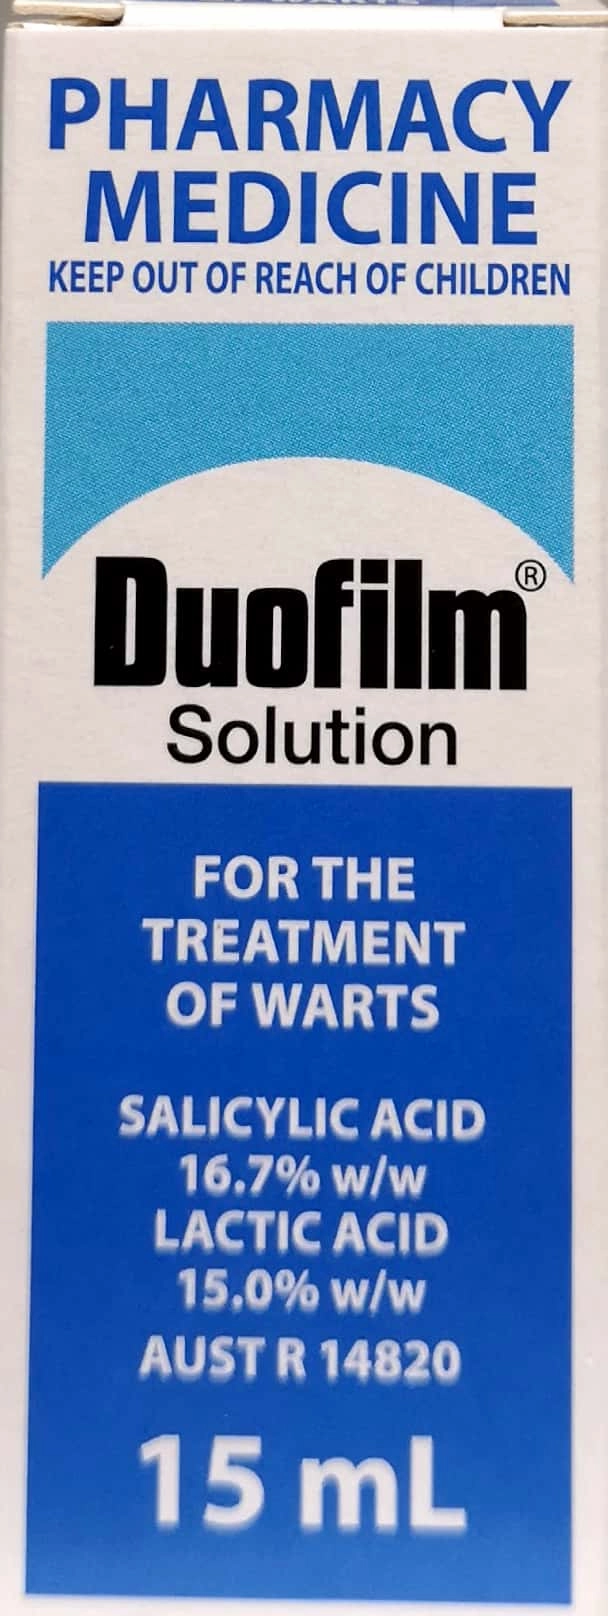 PHARMACY
MEDICINE
KEEP OUT OF REACH OF CHILDREN
Duofilm®
Solution
FOR THE
TREATMENT
OF WARTS
SALICYLIC ACID
16.7% w/w
LACTIC ACID
15.0% w/w
AUST R 14820
15 mL